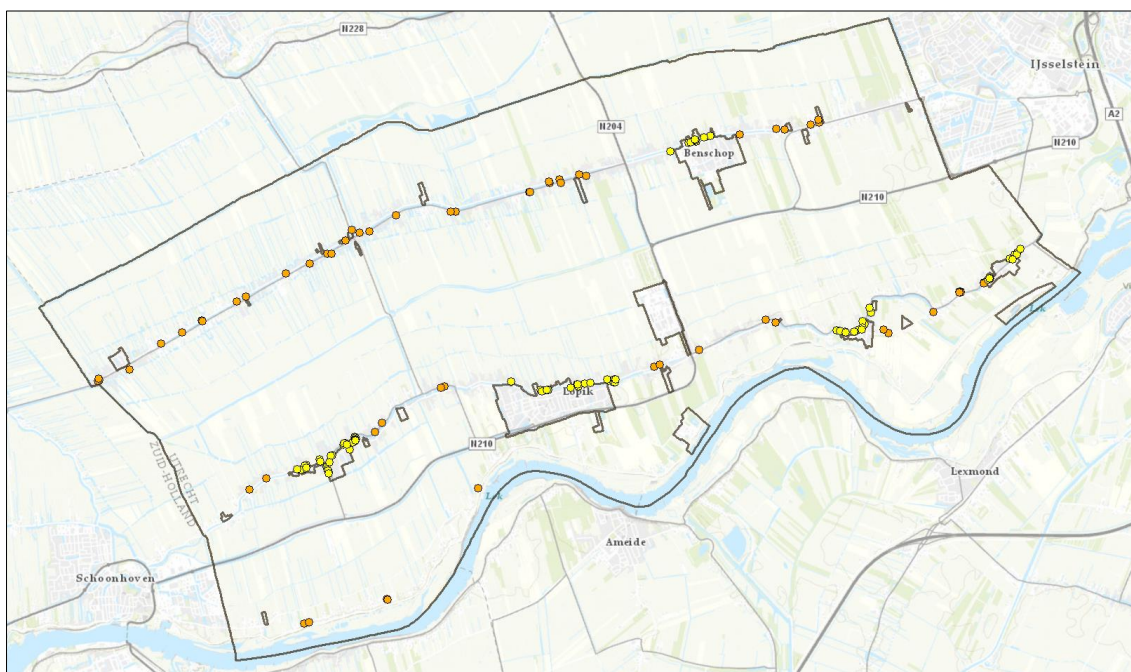 N228
IJsselstein
A2
N204
N210
Benschop
N210
Lek
Lopik
UTRECHT
ZUID-HOLLAND
N210
Lexmond
Lek
Ameide
Schoonhoven